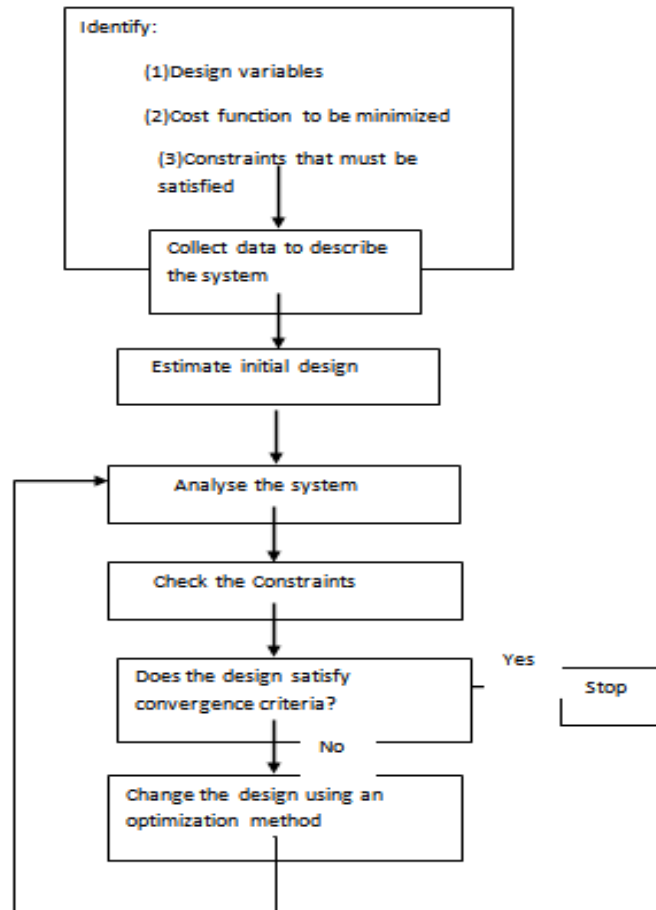 Identify:
(1)Design variables
(2)Cost function to be minimized
(3)Constraints that must be
satisfied
Collect data to describe
the system
Estimate initial design
Analyse the system
Check the Constraints
Does the design satisfy
convergence criteria?
Yes
Stop
No
Change the design using an
optimization method